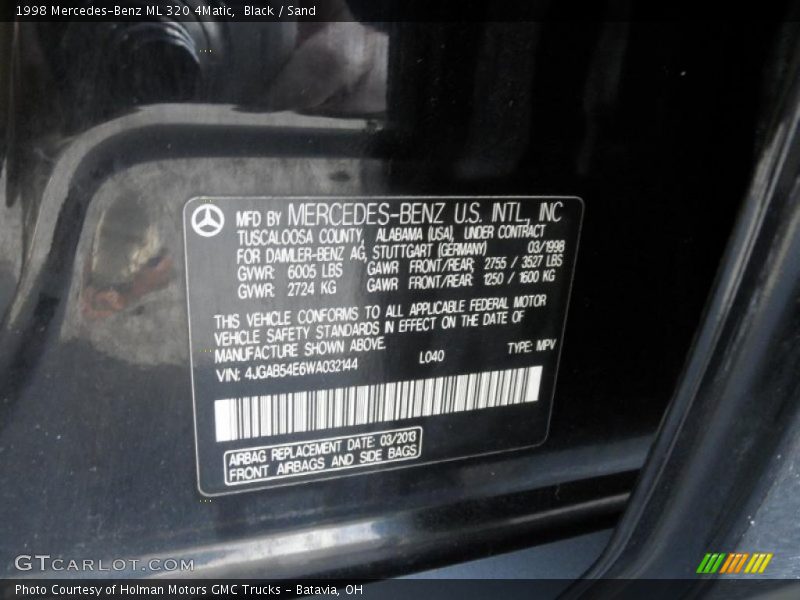 1998 Mercedes-Benz ML 320 4Matic, Black / Sand
MFD BY MERCEDES-BENZ U.S. INTL., INC
TUSCALOOSA COUNTY, ALABAMA (USA), UNDER CONTRACT
FOR DAIMLER-BENZ AG, STUTTGART (GERMANY) 03/1998
GVWR: 6005 LBS GAWR FRONT/REAR: 2755 / 3527 LBS
GVWR: 2724 KG GAWR FRONT/REAR: 1250 / 1600 KG
THIS VEHICLE CONFORMS TO ALL APPLICABLE FEDERAL MOTOR
VEHICLE SAFETY STANDARDS IN EFFECT ON THE DATE OF
MANUFACTURE SHOWN ABOVE.
VIN: 4JGAB54E6WA032144 L040 TYPE: MPV
AIRBAG REPLACEMENT DATE: 03/2013
FRONT AIRBAGS AND SIDE BAGS
GTCARLOT.COM
Photo Courtesy of Holman Motors GMC Trucks - Batavia, OH